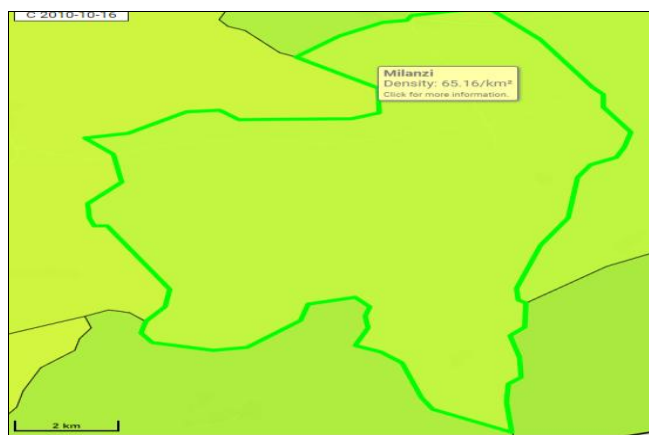 C 2010-10-16
Milanzi
Density: 65.16/km²
Click for more information.
2 km